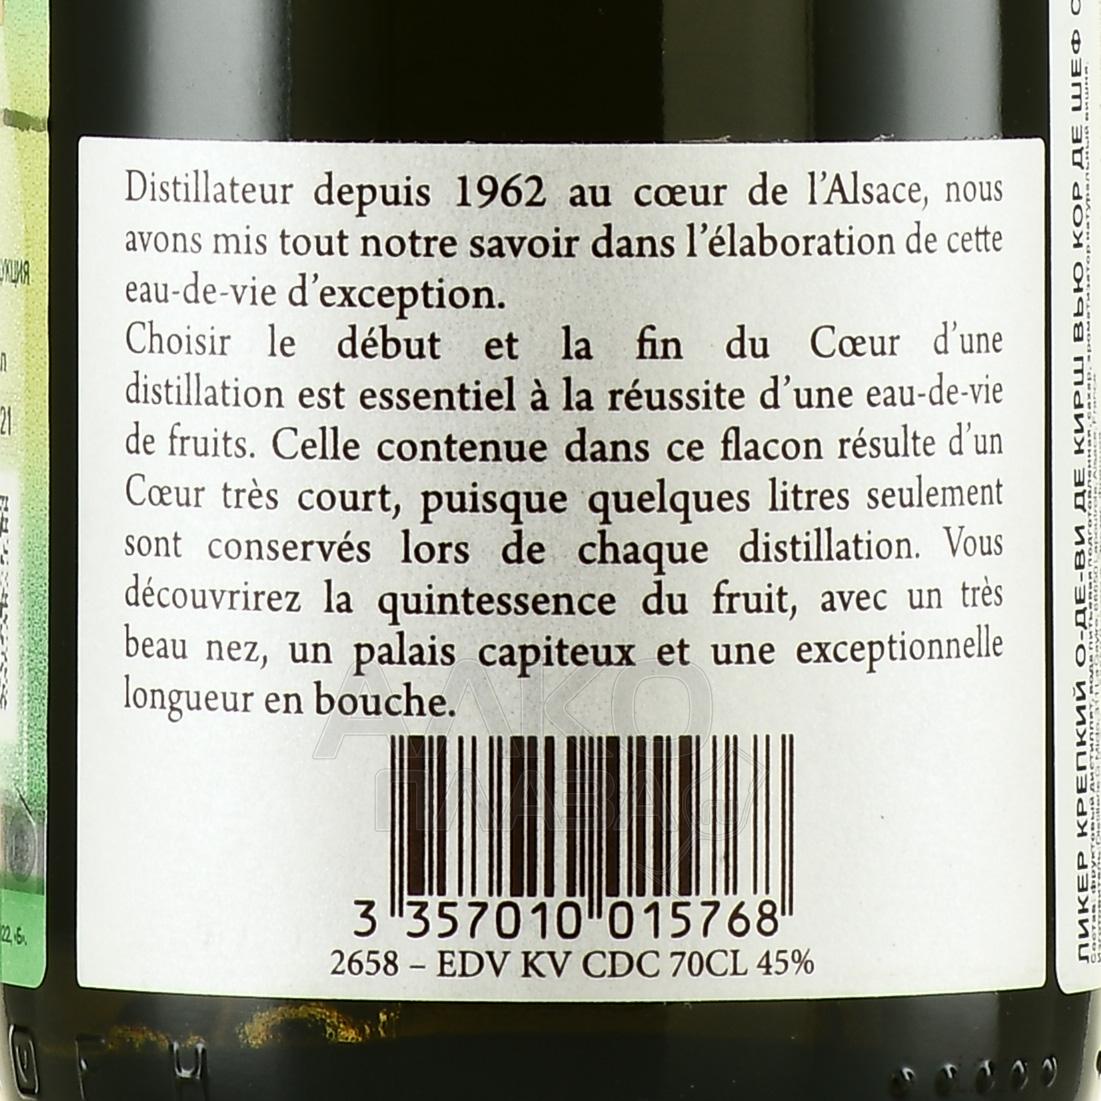 Distillateur depuis 1962 au cœur de l'Alsace, nous
avons mis tout notre savoir dans l'élaboration de cette
eau-de-vie d'exception.
Choisir le début et la fin du Cœur d'une
distillation est essentiel à la réussite d'une eau-de-vie
de fruits. Celle contenue dans ce flacon résulte d'un
Cœur très court, puisque quelques litres seulement
sont conservés lors de chaque distillation. Vous
découvrirez la quintessence du fruit, avec un très
beau nez, un palais capiteux et une exceptionnelle
longueur en bouche.
АЛКО
ПЛАЗА.ru
3 357010 015768
2658 – EDV KV CDC 70CL 45%
ЛИКЕР КРЕПКИЙ О-ДЕ-ВИ ДЕ КИРШ ВЬЮ КОР ДЕ ШЕФ
21